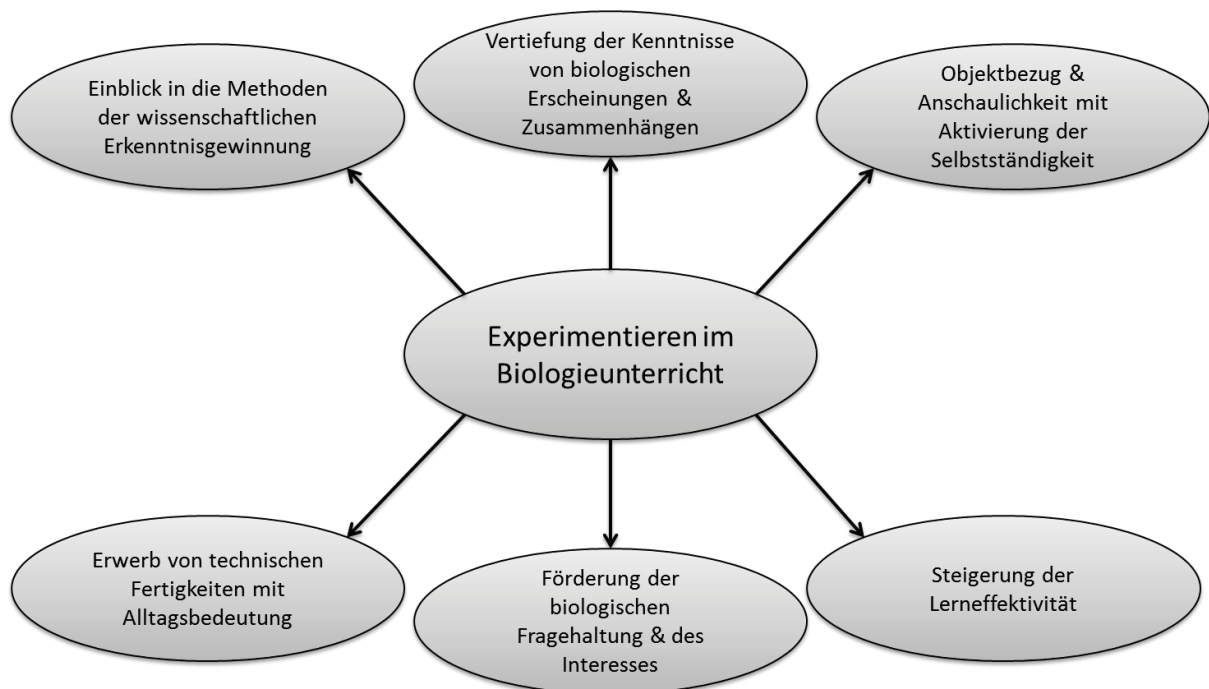 Einblick in die Methoden
der wissenschaftlichen
Erkenntnisgewinnung
Vertiefung der Kenntnisse
von biologischen
Erscheinungen &
Zusammenhängen
Objektbezug &
Anschaulichkeit mit
Aktivierung der
Selbstständigkeit
Experimentieren im
Biologieunterricht
Erwerb von technischen
Fertigkeiten mit
Alltagsbedeutung
Förderung der
biologischen
Fragehaltung & des
Interesses
Steigerung der
Lerneffektivität